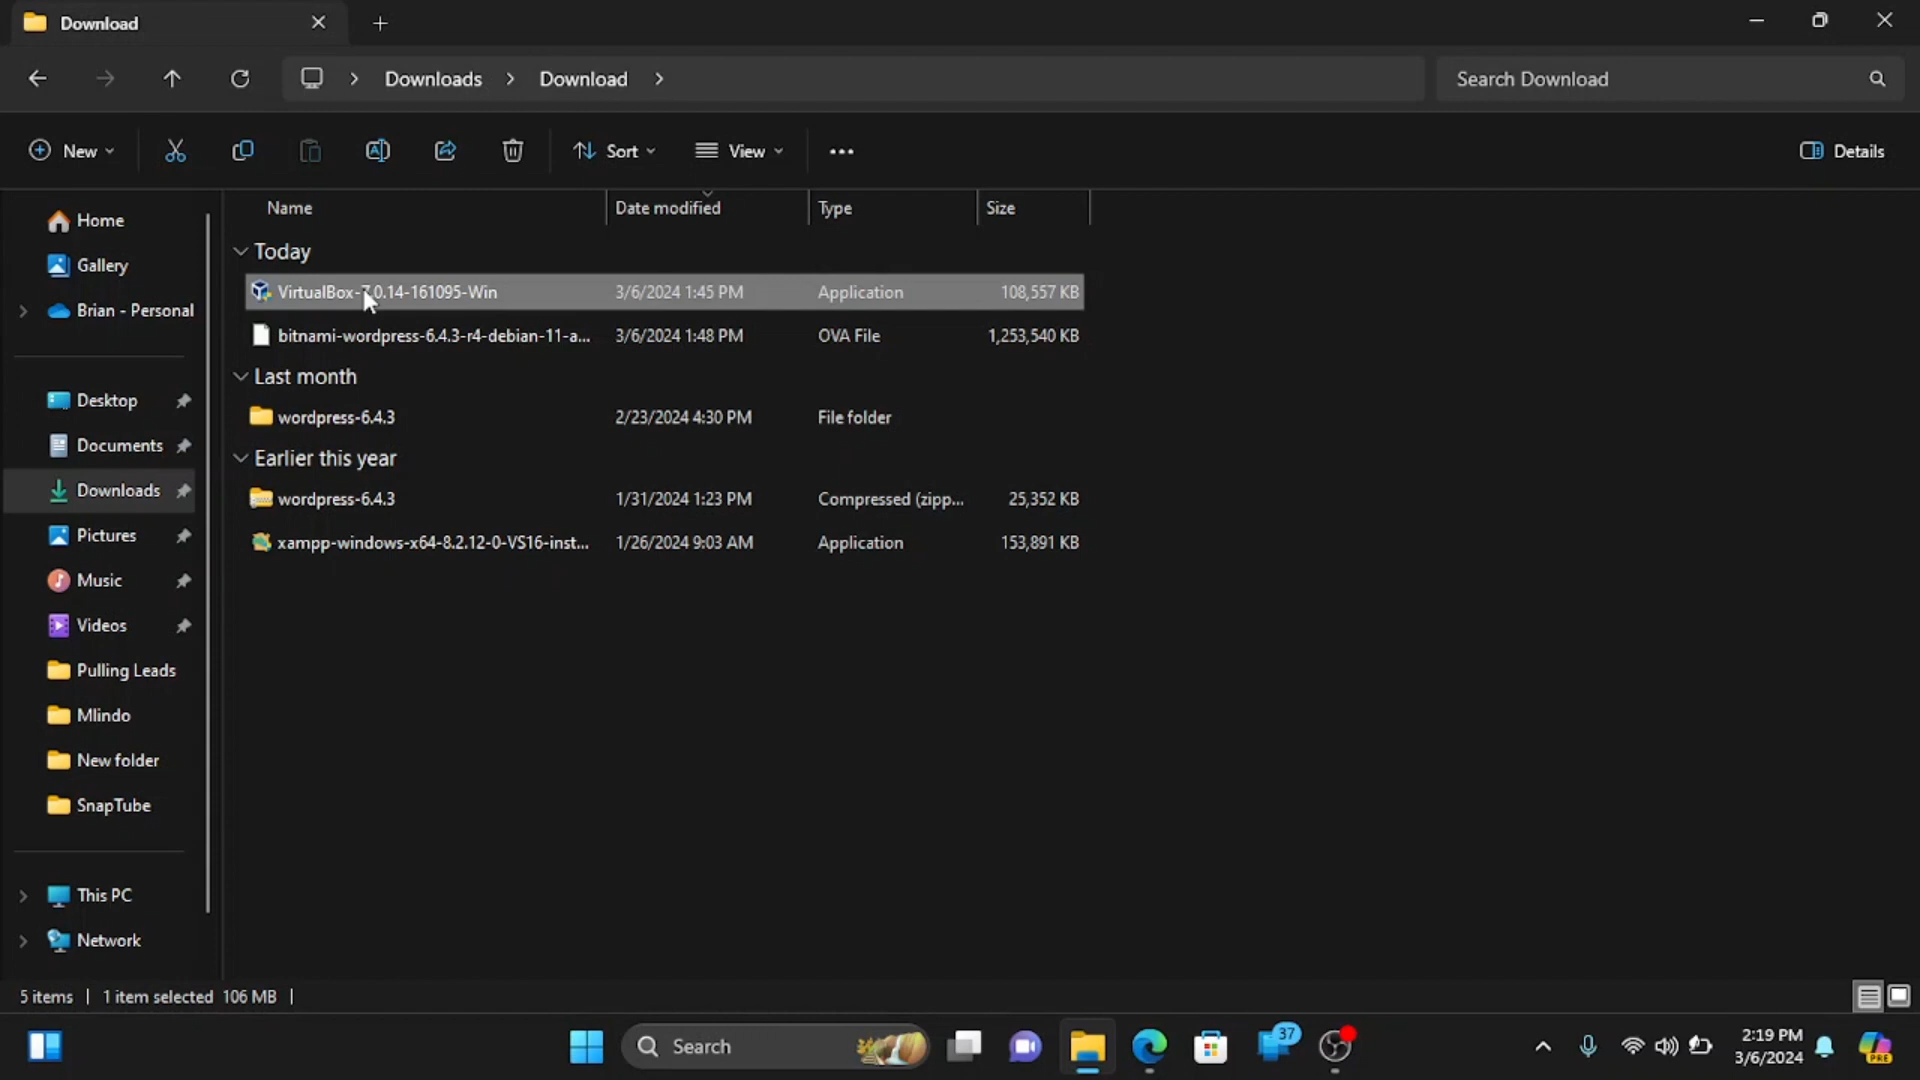 Download
Downloads > Download >
Search Download
New
Sort
View
Details
Name Date modified Type Size
Today
VirtualBox-7.0.14-161095-Win 3/6/2024 1:45 PM Application 108,557 KB
bitnami-wordpress-6.4.3-r4-debian-11-a... 3/6/2024 1:48 PM OVA File 1,253,540 KB
Last month
wordpress-6.4.3 2/23/2024 4:30 PM File folder
Earlier this year
wordpress-6.4.3 1/31/2024 1:23 PM Compressed (zipp... 25,352 KB
xampp-windows-x64-8.2.12-0-VS16-inst... 1/26/2024 9:03 AM Application 153,891 KB
Home
Gallery
Brian - Personal
Desktop
Documents
Downloads
Pictures
Music
Videos
Pulling Leads
Mlindo
New folder
SnapTube
This PC
Network
5 items | 1 item selected 106 MB |
Search
37
2:19 PM
3/6/2024
PRE